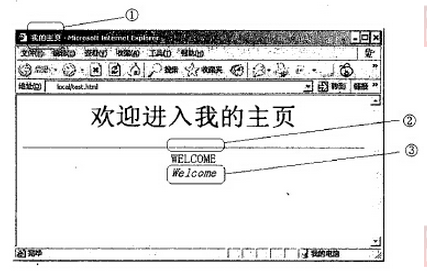 ①
我的主页 - Microsoft Internet Explorer
文件(F) 编辑(E) 查看(V) 收藏(A) 工具(T) 帮助(H)
搜索 收藏夹
地址(D) local/test.html 转到 链接 »
欢迎进入我的主页
②
WELCOME
③
Welcome
完毕 我的电脑